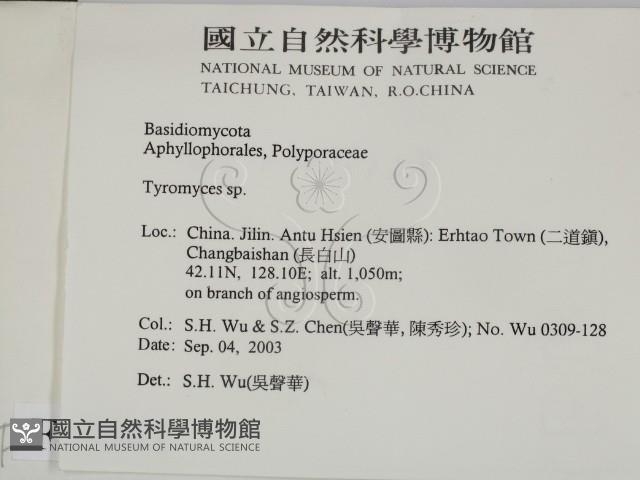 國立自然科學博物館
NATIONAL MUSEUM OF NATURAL SCIENCE
TAICHUNG, TAIWAN, R.O.CHINA
Basidiomycota
Aphyllophorales, Polyporaceae
Tyromyces sp.
Loc.: China. Jilin. Antu Hsien (安圖縣): Erhtao Town (二道鎮),
Changbaishan (長白山)
42.11N, 128.10E; alt. 1,050m;
on branch of angiosperm.
Col.: S.H. Wu & S.Z. Chen(吳聲華, 陳秀珍); No. Wu 0309-128
Date: Sep. 04, 2003
Det.: S.H. Wu(吳聲華)
國立自然科學博物館
NATIONAL MUSEUM OF NATURAL SCIENCE